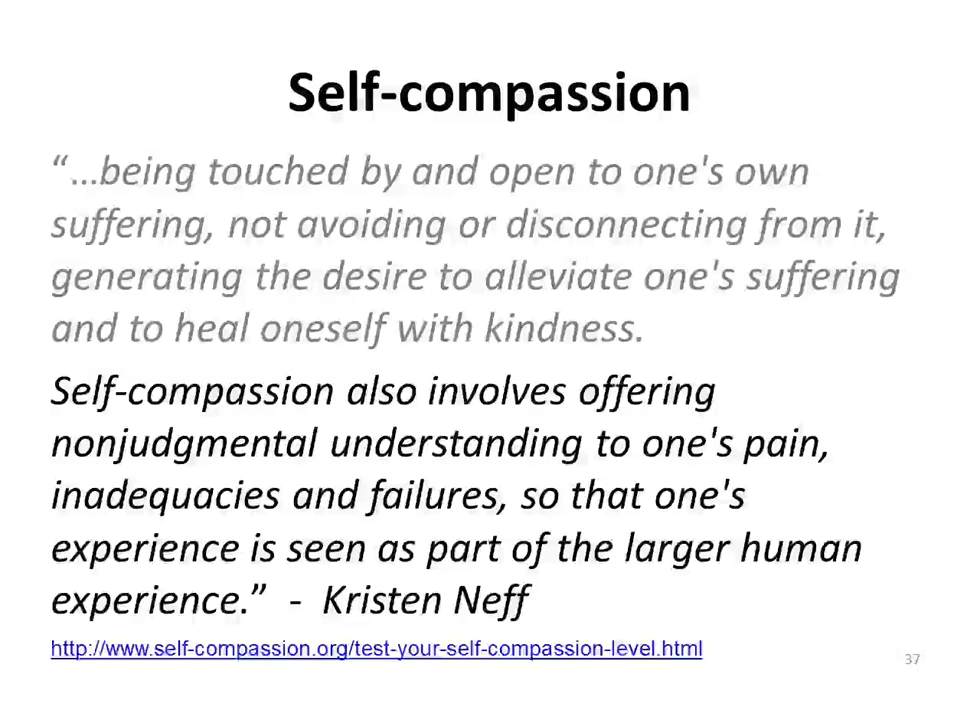 Self-compassion
“…being touched by and open to one's own
suffering, not avoiding or disconnecting from it,
generating the desire to alleviate one's suffering
and to heal oneself with kindness.
Self-compassion also involves offering
nonjudgmental understanding to one's pain,
inadequacies and failures, so that one's
experience is seen as part of the larger human
experience.” - Kristen Neff
http://www.self-compassion.org/test-your-self-compassion-level.html
37